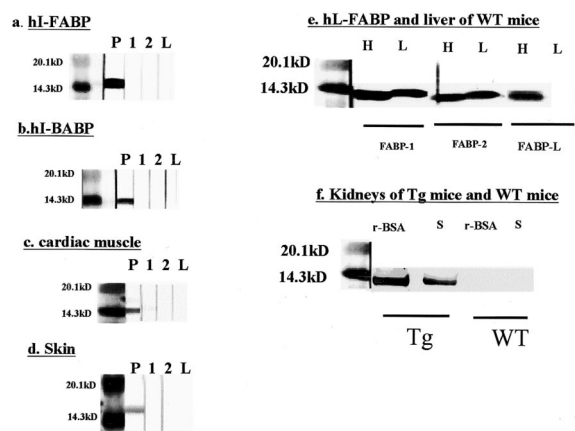 a. hI-FABP
P 1 2 L
20.1kD
14.3kD
b.hI-BABP
P 1 2 L
20.1kD
14.3kD
c. cardiac muscle
P 1 2 L
20.1kD
14.3kD
d. Skin
P 1 2 L
20.1kD
14.3kD
e. hL-FABP and liver of WT mice
H L H L H L
20.1kD
14.3kD
FABP-1 FABP-2 FABP-L
f. Kidneys of Tg mice and WT mice
r-BSA S r-BSA S
20.1kD
14.3kD
Tg WT